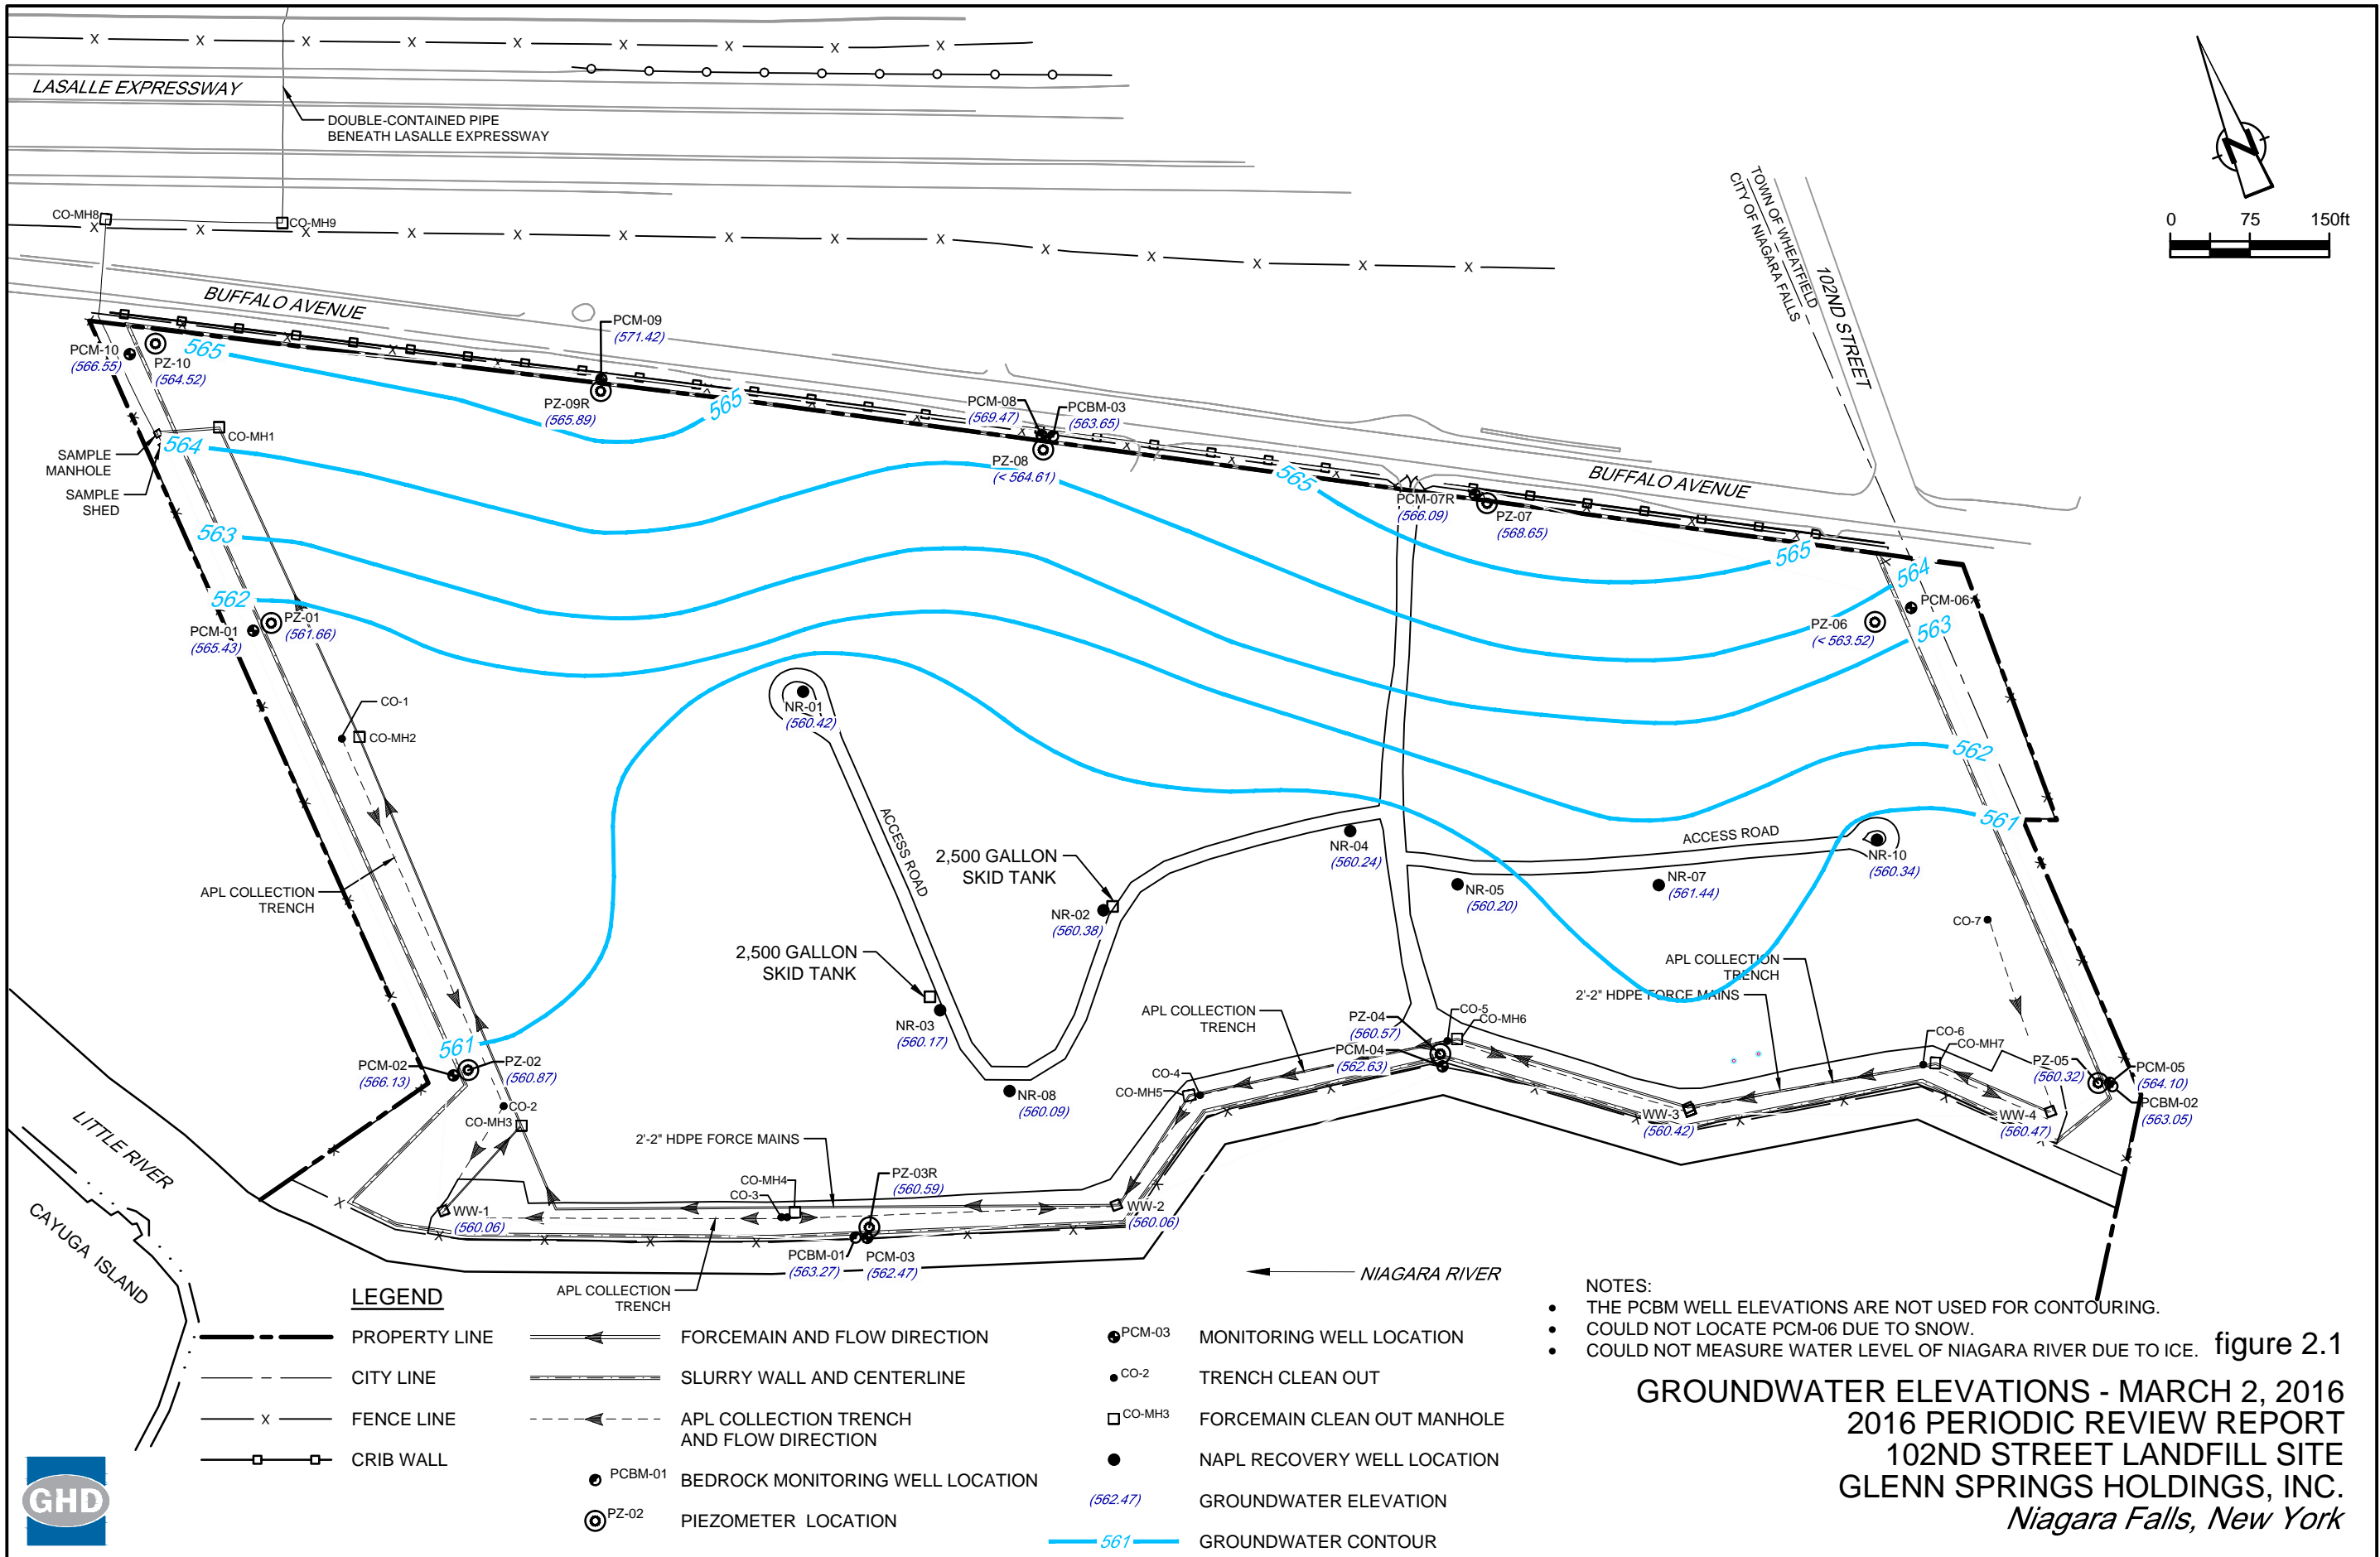 LASALLE EXPRESSWAY
DOUBLE-CONTAINED PIPE
BENEATH LASALLE EXPRESSWAY
CO-MH8
CO-MH9
BUFFALO AVENUE
TOWN OF WHEATFIELD
CITY OF NIAGARA FALLS
102ND STREET
N
0 75 150ft
PCM-09
(571.42)
PCM-10
(566.55)
PZ-10
(564.52)
565
PZ-09R
(565.89)
565
PCM-08
(569.47)
PCBM-03
(563.65)
PZ-08
(< 564.61)
565
BUFFALO AVENUE
PCM-07R
(566.09)
PZ-07
(568.65)
565
564
CO-MH1
564
SAMPLE
MANHOLE
SAMPLE
SHED
563
562
PZ-01
(561.66)
PCM-01
(565.43)
PCM-06
PZ-06
(< 563.52)
563
CO-1
CO-MH2
NR-01
(560.42)
562
561
ACCESS ROAD
2,500 GALLON
SKID TANK
NR-04
(560.24)
ACCESS ROAD
NR-10
(560.34)
APL COLLECTION
TRENCH
NR-02
(560.38)
NR-05
(560.20)
NR-07
(561.44)
CO-7
2,500 GALLON
SKID TANK
NR-03
(560.17)
APL COLLECTION
TRENCH
2'-2" HDPE FORCE MAINS
APL COLLECTION
TRENCH
PZ-04
(560.57)
CO-5
CO-MH6
PCM-04
(562.63)
561
PCM-02
(566.13)
PZ-02
(560.87)
CO-6
CO-MH7
PZ-05
(560.32)
PCM-05
(564.10)
PCBM-02
(563.05)
CO-4
CO-MH5
NR-08
(560.09)
CO-2
CO-MH3
WW-3
(560.42)
WW-4
(560.47)
2'-2" HDPE FORCE MAINS
CO-MH4
CO-3
PZ-03R
(560.59)
WW-1
(560.06)
WW-2
(560.06)
PCBM-01
(563.27)
PCM-03
(562.47)
APL COLLECTION
TRENCH
LITTLE RIVER
CAYUGA ISLAND
NIAGARA RIVER
LEGEND
PROPERTY LINE
CITY LINE
X FENCE LINE
CRIB WALL
FORCEMAIN AND FLOW DIRECTION
SLURRY WALL AND CENTERLINE
APL COLLECTION TRENCH
AND FLOW DIRECTION
PCBM-01 BEDROCK MONITORING WELL LOCATION
PZ-02 PIEZOMETER LOCATION
PCM-03 MONITORING WELL LOCATION
CO-2 TRENCH CLEAN OUT
CO-MH3 FORCEMAIN CLEAN OUT MANHOLE
NAPL RECOVERY WELL LOCATION
(562.47) GROUNDWATER ELEVATION
561 GROUNDWATER CONTOUR
NOTES:
• THE PCBM WELL ELEVATIONS ARE NOT USED FOR CONTOURING.
• COULD NOT LOCATE PCM-06 DUE TO SNOW.
• COULD NOT MEASURE WATER LEVEL OF NIAGARA RIVER DUE TO ICE.
figure 2.1
GROUNDWATER ELEVATIONS - MARCH 2, 2016
2016 PERIODIC REVIEW REPORT
102ND STREET LANDFILL SITE
GLENN SPRINGS HOLDINGS, INC.
Niagara Falls, New York
GHD